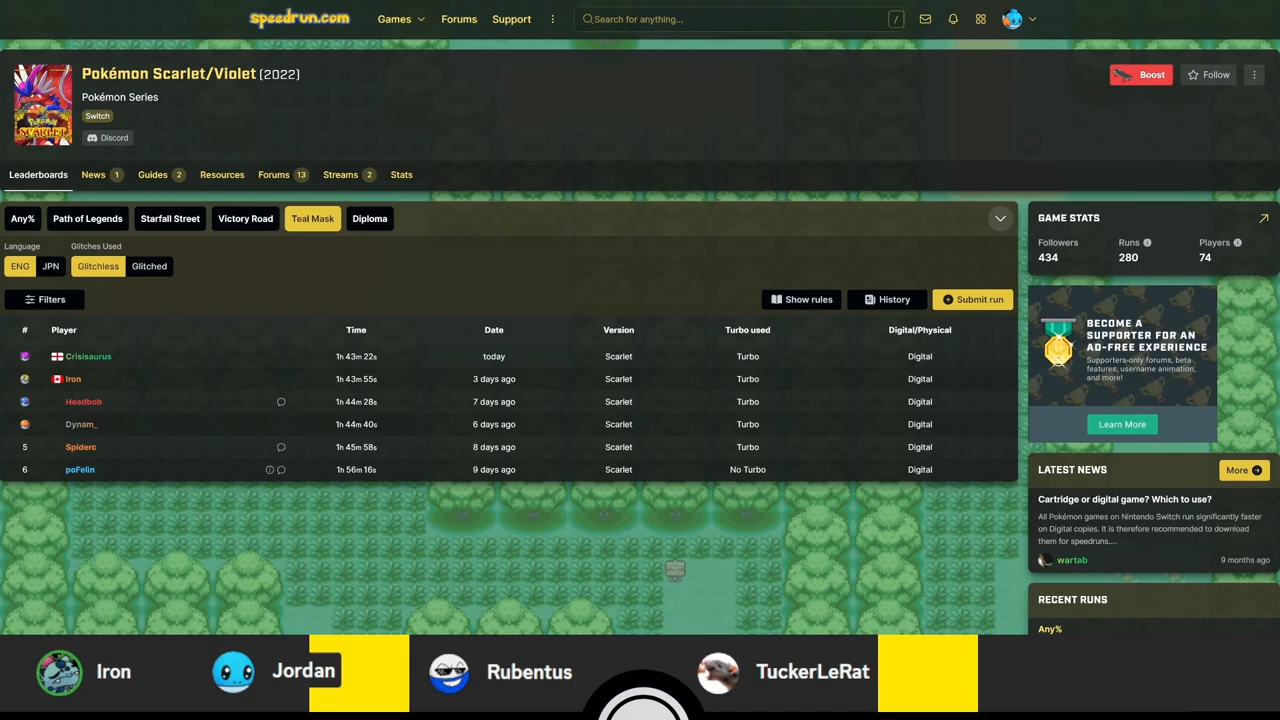 speedrun.com Games Forums Support Search for anything... /
Pokémon Scarlet/Violet (2022) Boost Follow
Pokémon Series
Switch
SCARLET
Discord
Leaderboards News 1 Guides 2 Resources Forums 13 Streams 2 Stats
Any% Path of Legends Starfall Street Victory Road Teal Mask Diploma
Language Glitches Used
ENG JPN Glitchless Glitched
Filters Show rules History Submit run
# Player Time Date Version Turbo used Digital/Physical
Crisisaurus 1h 43m 22s today Scarlet Turbo Digital
Iron 1h 43m 55s 3 days ago Scarlet Turbo Digital
Headbob 1h 44m 28s 7 days ago Scarlet Turbo Digital
Dynam_ 1h 44m 40s 6 days ago Scarlet Turbo Digital
5 Spiderc 1h 45m 58s 8 days ago Scarlet Turbo Digital
6 poFelin 1h 56m 16s 9 days ago Scarlet No Turbo Digital
GAME STATS
Followers Runs Players
434 280 74
BECOME A
SUPPORTER FOR AN
AD-FREE EXPERIENCE
Supporters-only forums, beta
features, username animation,
and more!
Learn More
LATEST NEWS More
Cartridge or digital game? Which to use?
All Pokémon games on Nintendo Switch run significantly faster
on Digital copies. It is therefore recommended to download
them for speedruns....
wartab 9 months ago
RECENT RUNS
Any%
Iron Jordan Rubentus TuckerLeRat